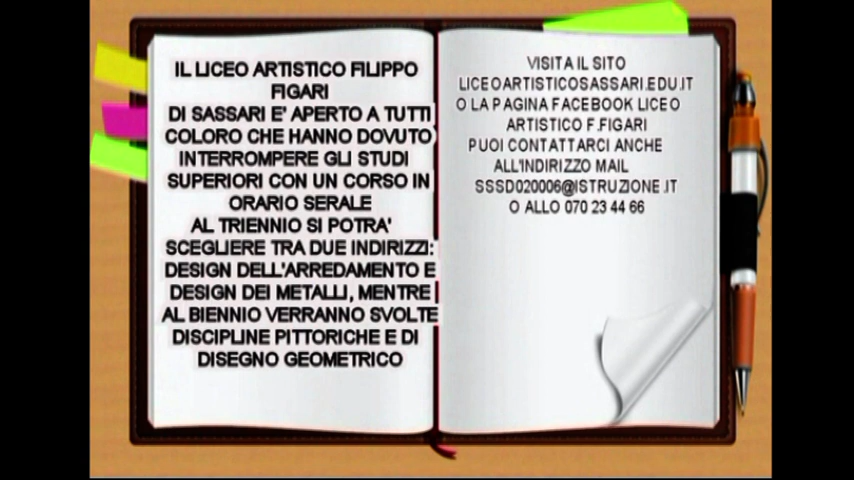 IL LICEO ARTISTICO FILIPPO
FIGARI
DI SASSARI E' APERTO A TUTTI
COLORO CHE HANNO DOVUTO
INTERROMPERE GLI STUDI
SUPERIORI CON UN CORSO IN
ORARIO SERALE
AL TRIENNIO SI POTRA'
SCEGLIERE TRA DUE INDIRIZZI:
DESIGN DELL'ARREDAMENTO E
DESIGN DEI METALLI, MENTRE
AL BIENNIO VERRANNO SVOLTE
DISCIPLINE PITTORICHE E DI
DISEGNO GEOMETRICO
VISITA IL SITO
LICEOARTISTICOSASSARI.EDU.IT
O LA PAGINA FACEBOOK LICEO
ARTISTICO F.FIGARI
PUOI CONTATTARCI ANCHE
ALL'INDIRIZZO MAIL
SSSD020006@ISTRUZIONE.IT
O ALLO 070 23 44 66